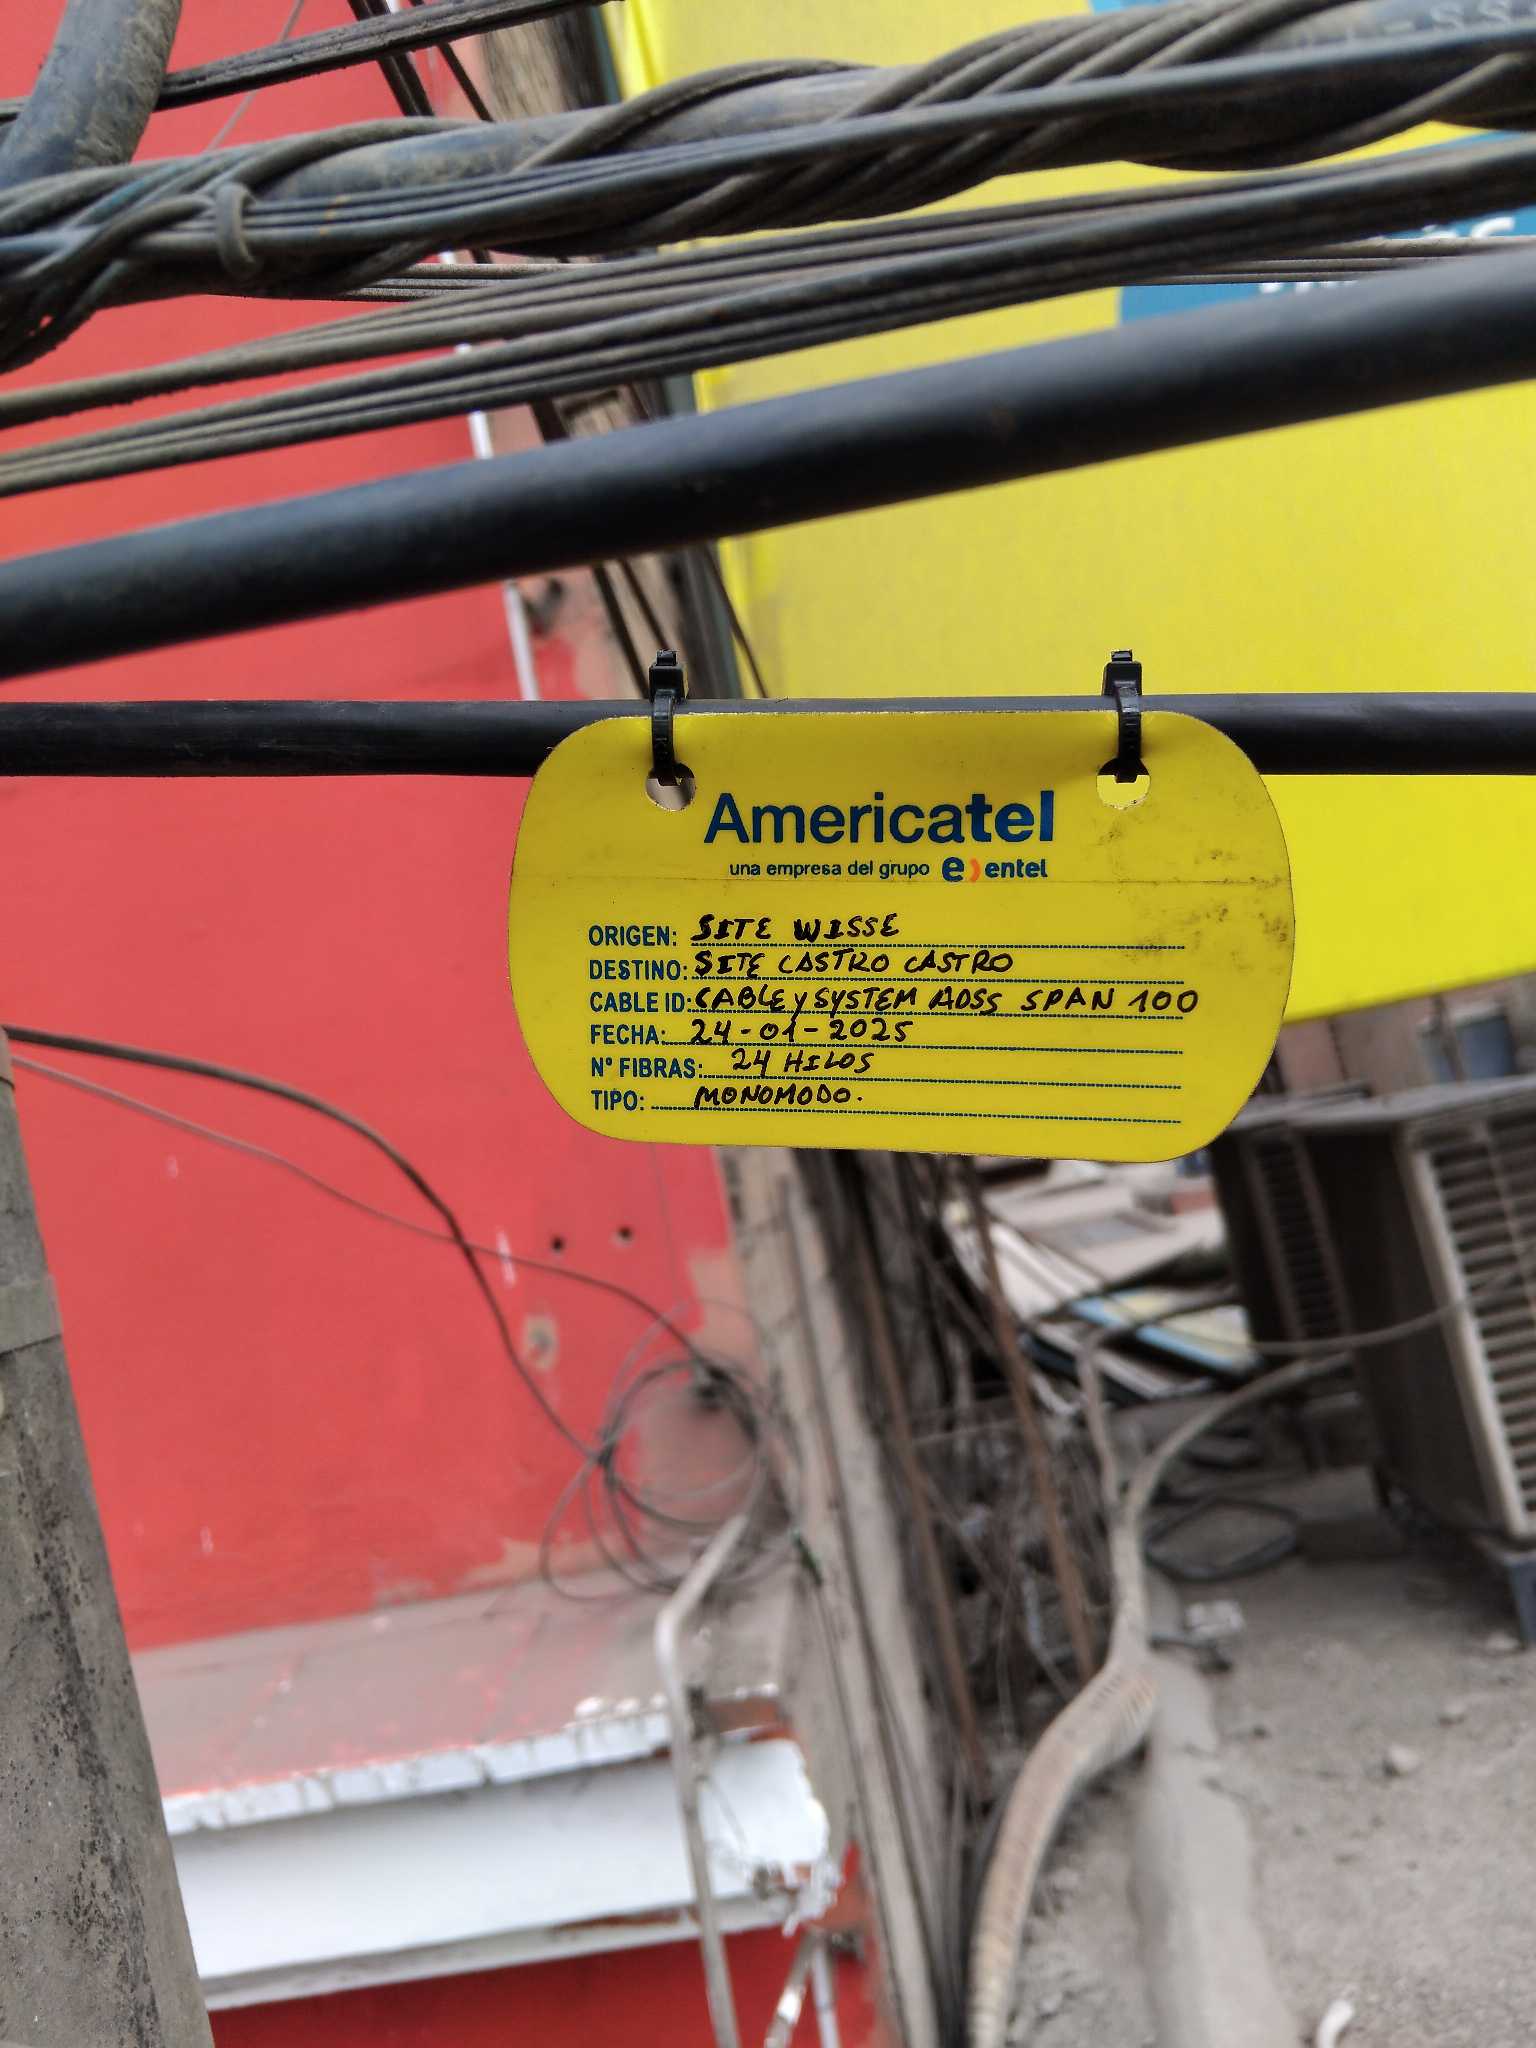 Americatel
una empresa del grupo e) entel
ORIGEN: SITE WISSE
DESTINO: SITE CASTRO CASTRO
CABLE ID: CABLE y SYSTEM ADSS SPAN 100
FECHA: 24-01-2025
N° FIBRAS: 24 HILOS
TIPO: MONOMODO.